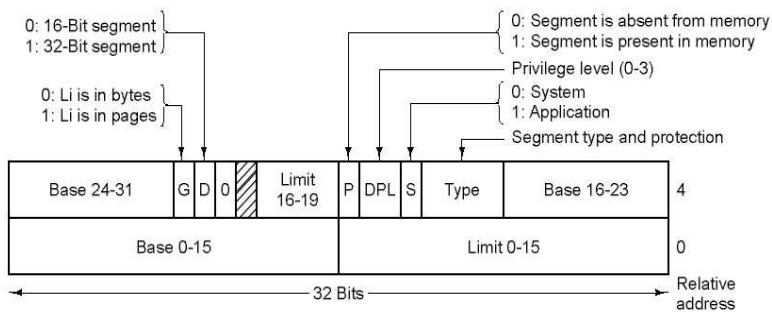 0: 16-Bit segment
1: 32-Bit segment
0: Li is in bytes
1: Li is in pages
0: Segment is absent from memory
1: Segment is present in memory
Privilege level (0-3)
0: System
1: Application
Segment type and protection
Base 24-31
G
D
0
Limit
16-19
P
DPL
S
Type
Base 16-23
4
Base 0-15
Limit 0-15
0
32 Bits
Relative
address